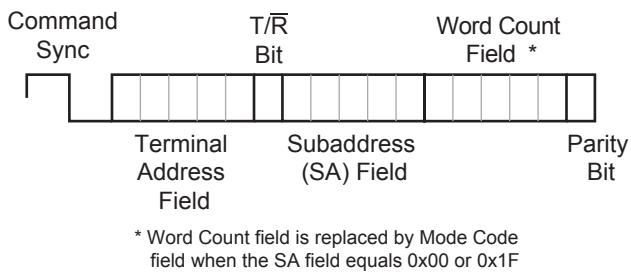 Command
Sync
T/R̅
Bit
Word Count
Field *
Terminal
Address
Field
Subaddress
(SA) Field
Parity
Bit
* Word Count field is replaced by Mode Code
field when the SA field equals 0x00 or 0x1F